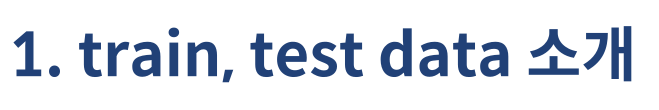 1. train, test data 소개